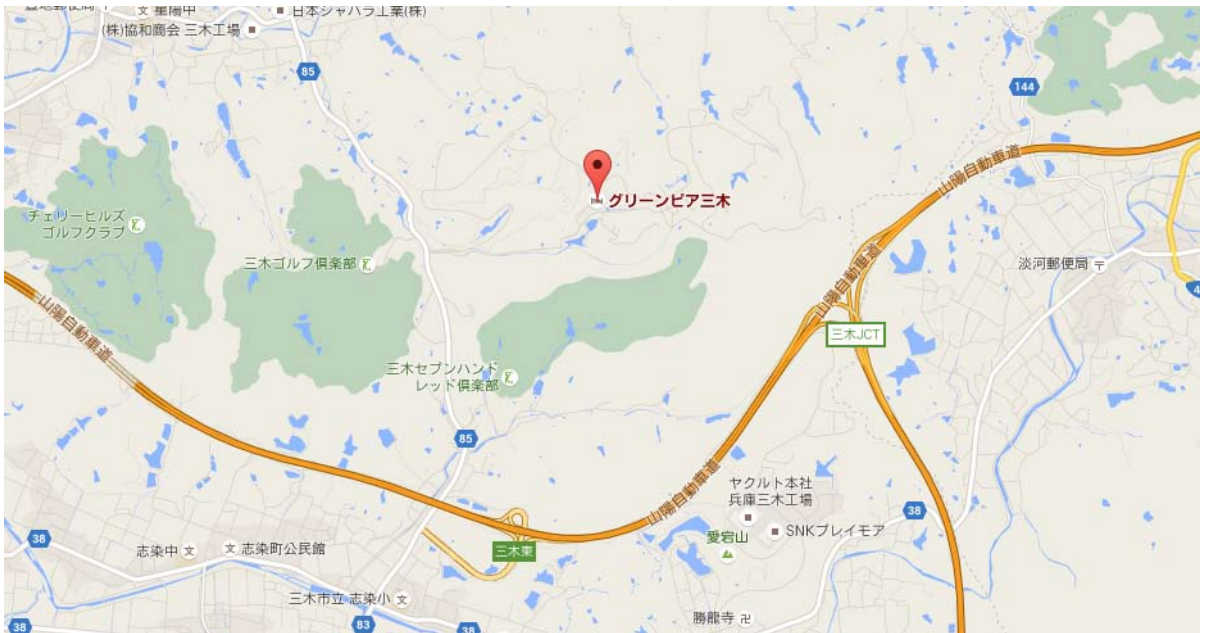 星陽中
日本ジャバラ工業(株)
(株)協和商会 三木工場
85
144
山陽自動車道
グリーンピア三木
チェリーヒルズ
ゴルフクラブ
三木ゴルフ倶楽部
山陽自動車道
淡河郵便局
山陽自動車道
三木JCT
三木セブンハンド
レッド倶楽部
85
ヤクルト本社
兵庫三木工場
山陽自動車道
38
SNKプレイモア
愛宕山
38
三木東
志染中
志染町公民館
三木市立 志染小
勝龍寺
38
83
38